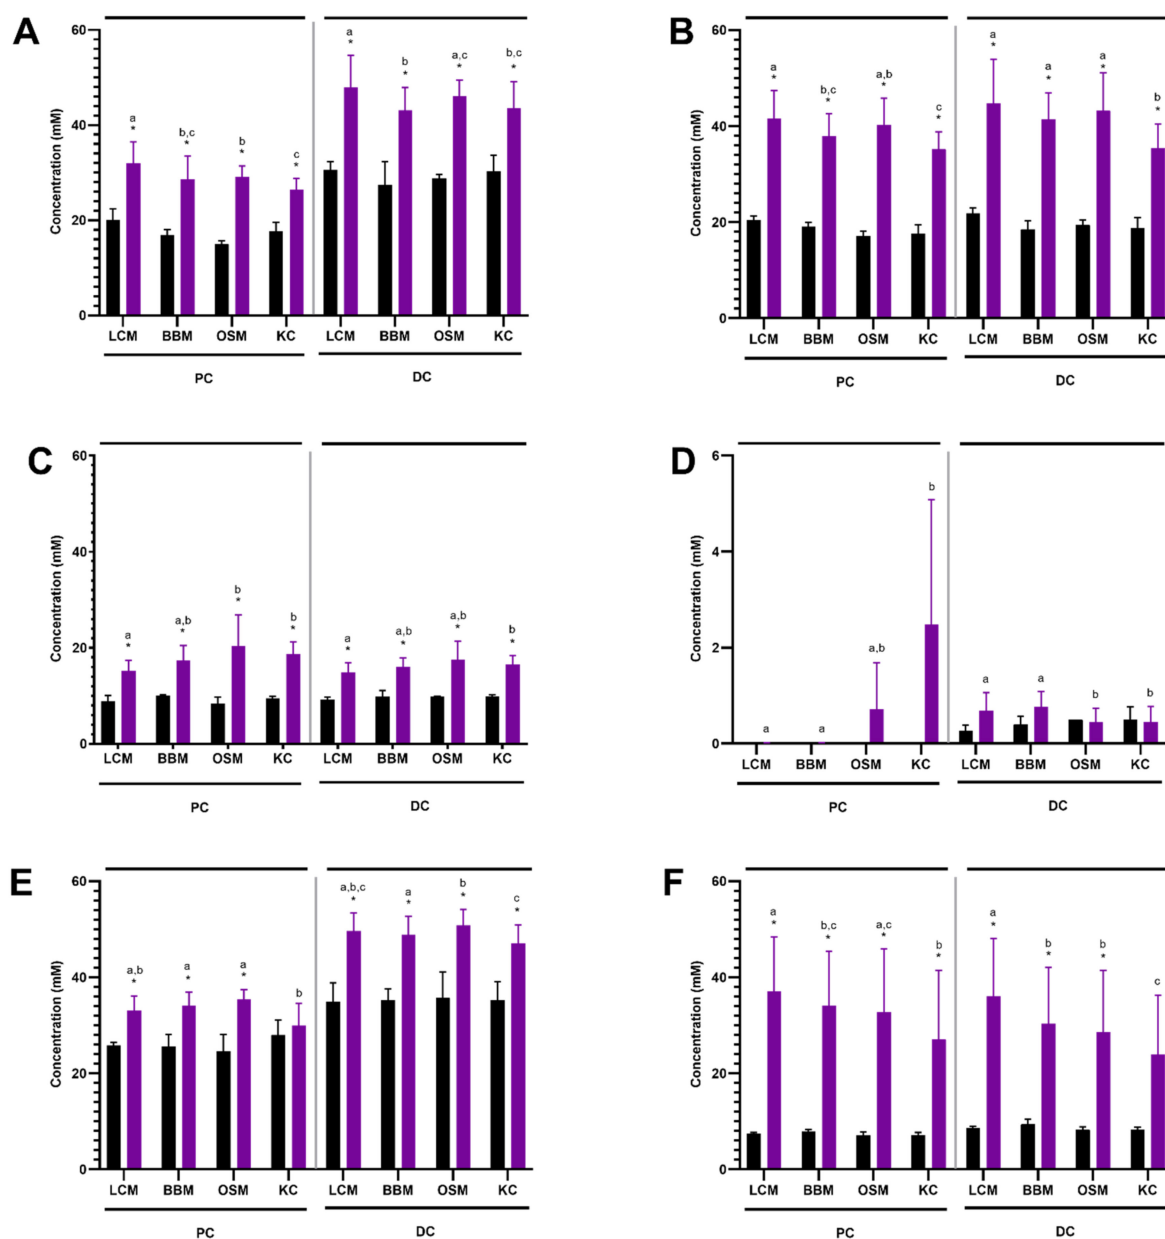 A
Concentration (mM)
60
40
20
0
a
*
b,c
*
b
*
c
*
a
*
b
*
a,c
*
b,c
*
LCM BBM OSM KC LCM BBM OSM KC
PC DC
B
Concentration (mM)
60
40
20
0
a
*
b,c
*
a,b
*
c
*
a
*
a
*
a
*
b
*
LCM BBM OSM KC LCM BBM OSM KC
PC DC
C
Concentration (mM)
60
40
20
0
a
*
a,b
*
b
*
b
*
a
*
a,b
*
a,b
*
b
*
LCM BBM OSM KC LCM BBM OSM KC
PC DC
D
Concentration (mM)
6
4
2
0
a
a
a,b
b
a
a
b
b
LCM BBM OSM KC LCM BBM OSM KC
PC DC
E
Concentration (mM)
60
40
20
0
a,b
*
a
*
a
*
b
a,b,c
*
a
*
b
*
c
*
LCM BBM OSM KC LCM BBM OSM KC
PC DC
F
Concentration (mM)
60
40
20
0
a
*
b,c
*
a,c
*
b
*
a
*
b
*
b
*
c
LCM BBM OSM KC LCM BBM OSM KC
PC DC